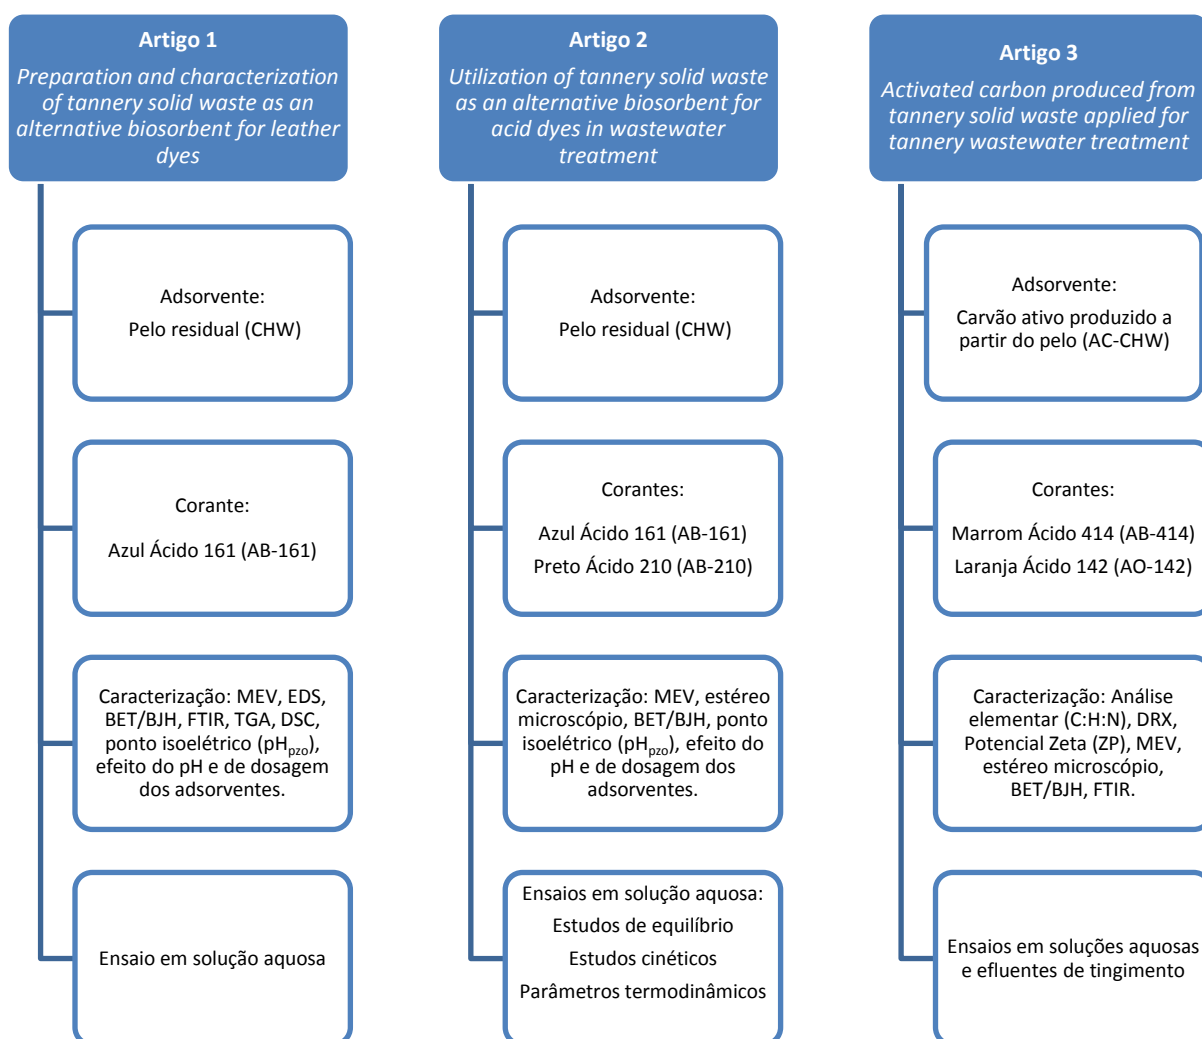 Artigo 1
Preparation and characterization
of tannery solid waste as an
alternative biosorbent for leather
dyes
Adsorvente:
Pelo residual (CHW)
Corante:
Azul Ácido 161 (AB-161)
Caracterização: MEV, EDS,
BET/BJH, FTIR, TGA, DSC,
ponto isoelétrico (pHpzo),
efeito do pH e de dosagem
dos adsorventes.
Ensaio em solução aquosa
Artigo 2
Utilization of tannery solid waste
as an alternative biosorbent for
acid dyes in wastewater
treatment
Adsorvente:
Pelo residual (CHW)
Corantes:
Azul Ácido 161 (AB-161)
Preto Ácido 210 (AB-210)
Caracterização: MEV, estéreo
microscópio, BET/BJH, ponto
isoelétrico (pHpzo), efeito do
pH e de dosagem dos
adsorventes.
Ensaios em solução aquosa:
Estudos de equilíbrio
Estudos cinéticos
Parâmetros termodinâmicos
Artigo 3
Activated carbon produced from
tannery solid waste applied for
tannery wastewater treatment
Adsorvente:
Carvão ativo produzido a
partir do pelo (AC-CHW)
Corantes:
Marrom Ácido 414 (AB-414)
Laranja Ácido 142 (AO-142)
Caracterização: Análise
elementar (C:H:N), DRX,
Potencial Zeta (ZP), MEV,
estéreo microscópio,
BET/BJH, FTIR.
Ensaios em soluções aquosas
e efluentes de tingimento